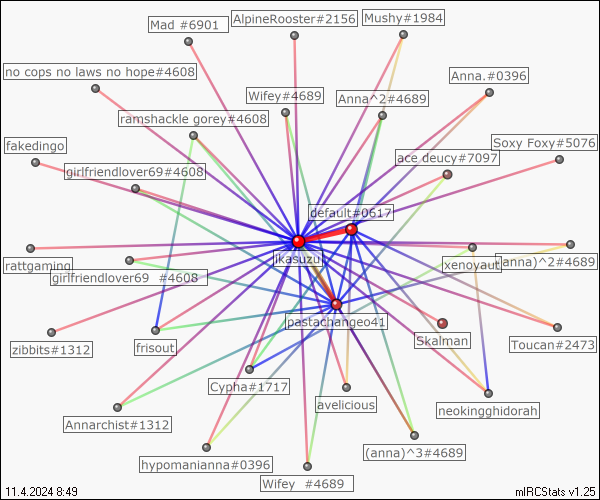 Mad #6901
AlpineRooster#2156
Mushy#1984
no cops no laws no hope#4608
Wifey#4689
Anna^2#4689
Anna.#0396
ramshackle gorey#4608
fakedingo
girlfriendlover69#4608
ace deucy#7097
Soxy Foxy#5076
default#0617
ikasuzu
rattgaming
girlfriendlover69 #4608
xenoyaut
(anna)^2#4689
pastachangeo41
zibbits#1312
frisout
Skalman
Toucan#2473
Cypha#1717
avelicious
neokingghidorah
Annarchist#1312
(anna)^3#4689
hypomanianna#0396
Wifey #4689
11.4.2024 8:49
mIRCStats v1.25